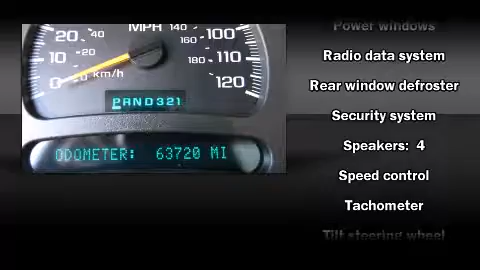 MPH
20
40
140
100
160
10
20
180
110
km/h
0
120
PAND321
ODOMETER: 63720 MI
Power windows
Radio data system
Rear window defroster
Security system
Speakers: 4
Speed control
Tachometer
Tilt steering wheel